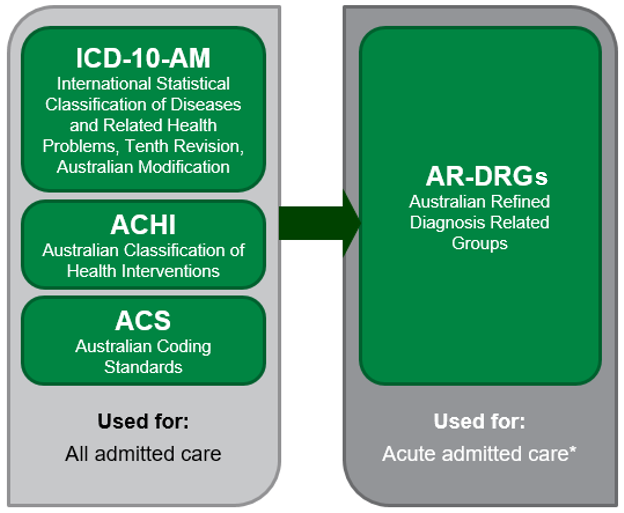 ICD-10-AM
International Statistical
Classification of Diseases
and Related Health
Problems, Tenth Revision,
Australian Modification
ACHI
Australian Classification of
Health Interventions
ACS
Australian Coding
Standards
Used for:
All admitted care
AR-DRGs
Australian Refined
Diagnosis Related
Groups
Used for:
Acute admitted care*